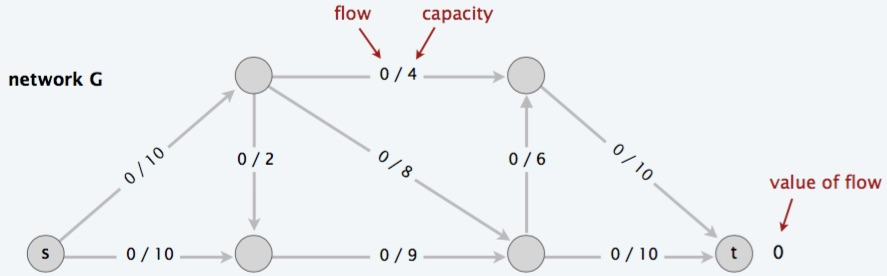 flow
capacity
network G
0 / 4
0 / 10
0 / 2
0 / 8
0 / 6
0 / 10
value of flow
s
0 / 10
0 / 9
0 / 10
t
0